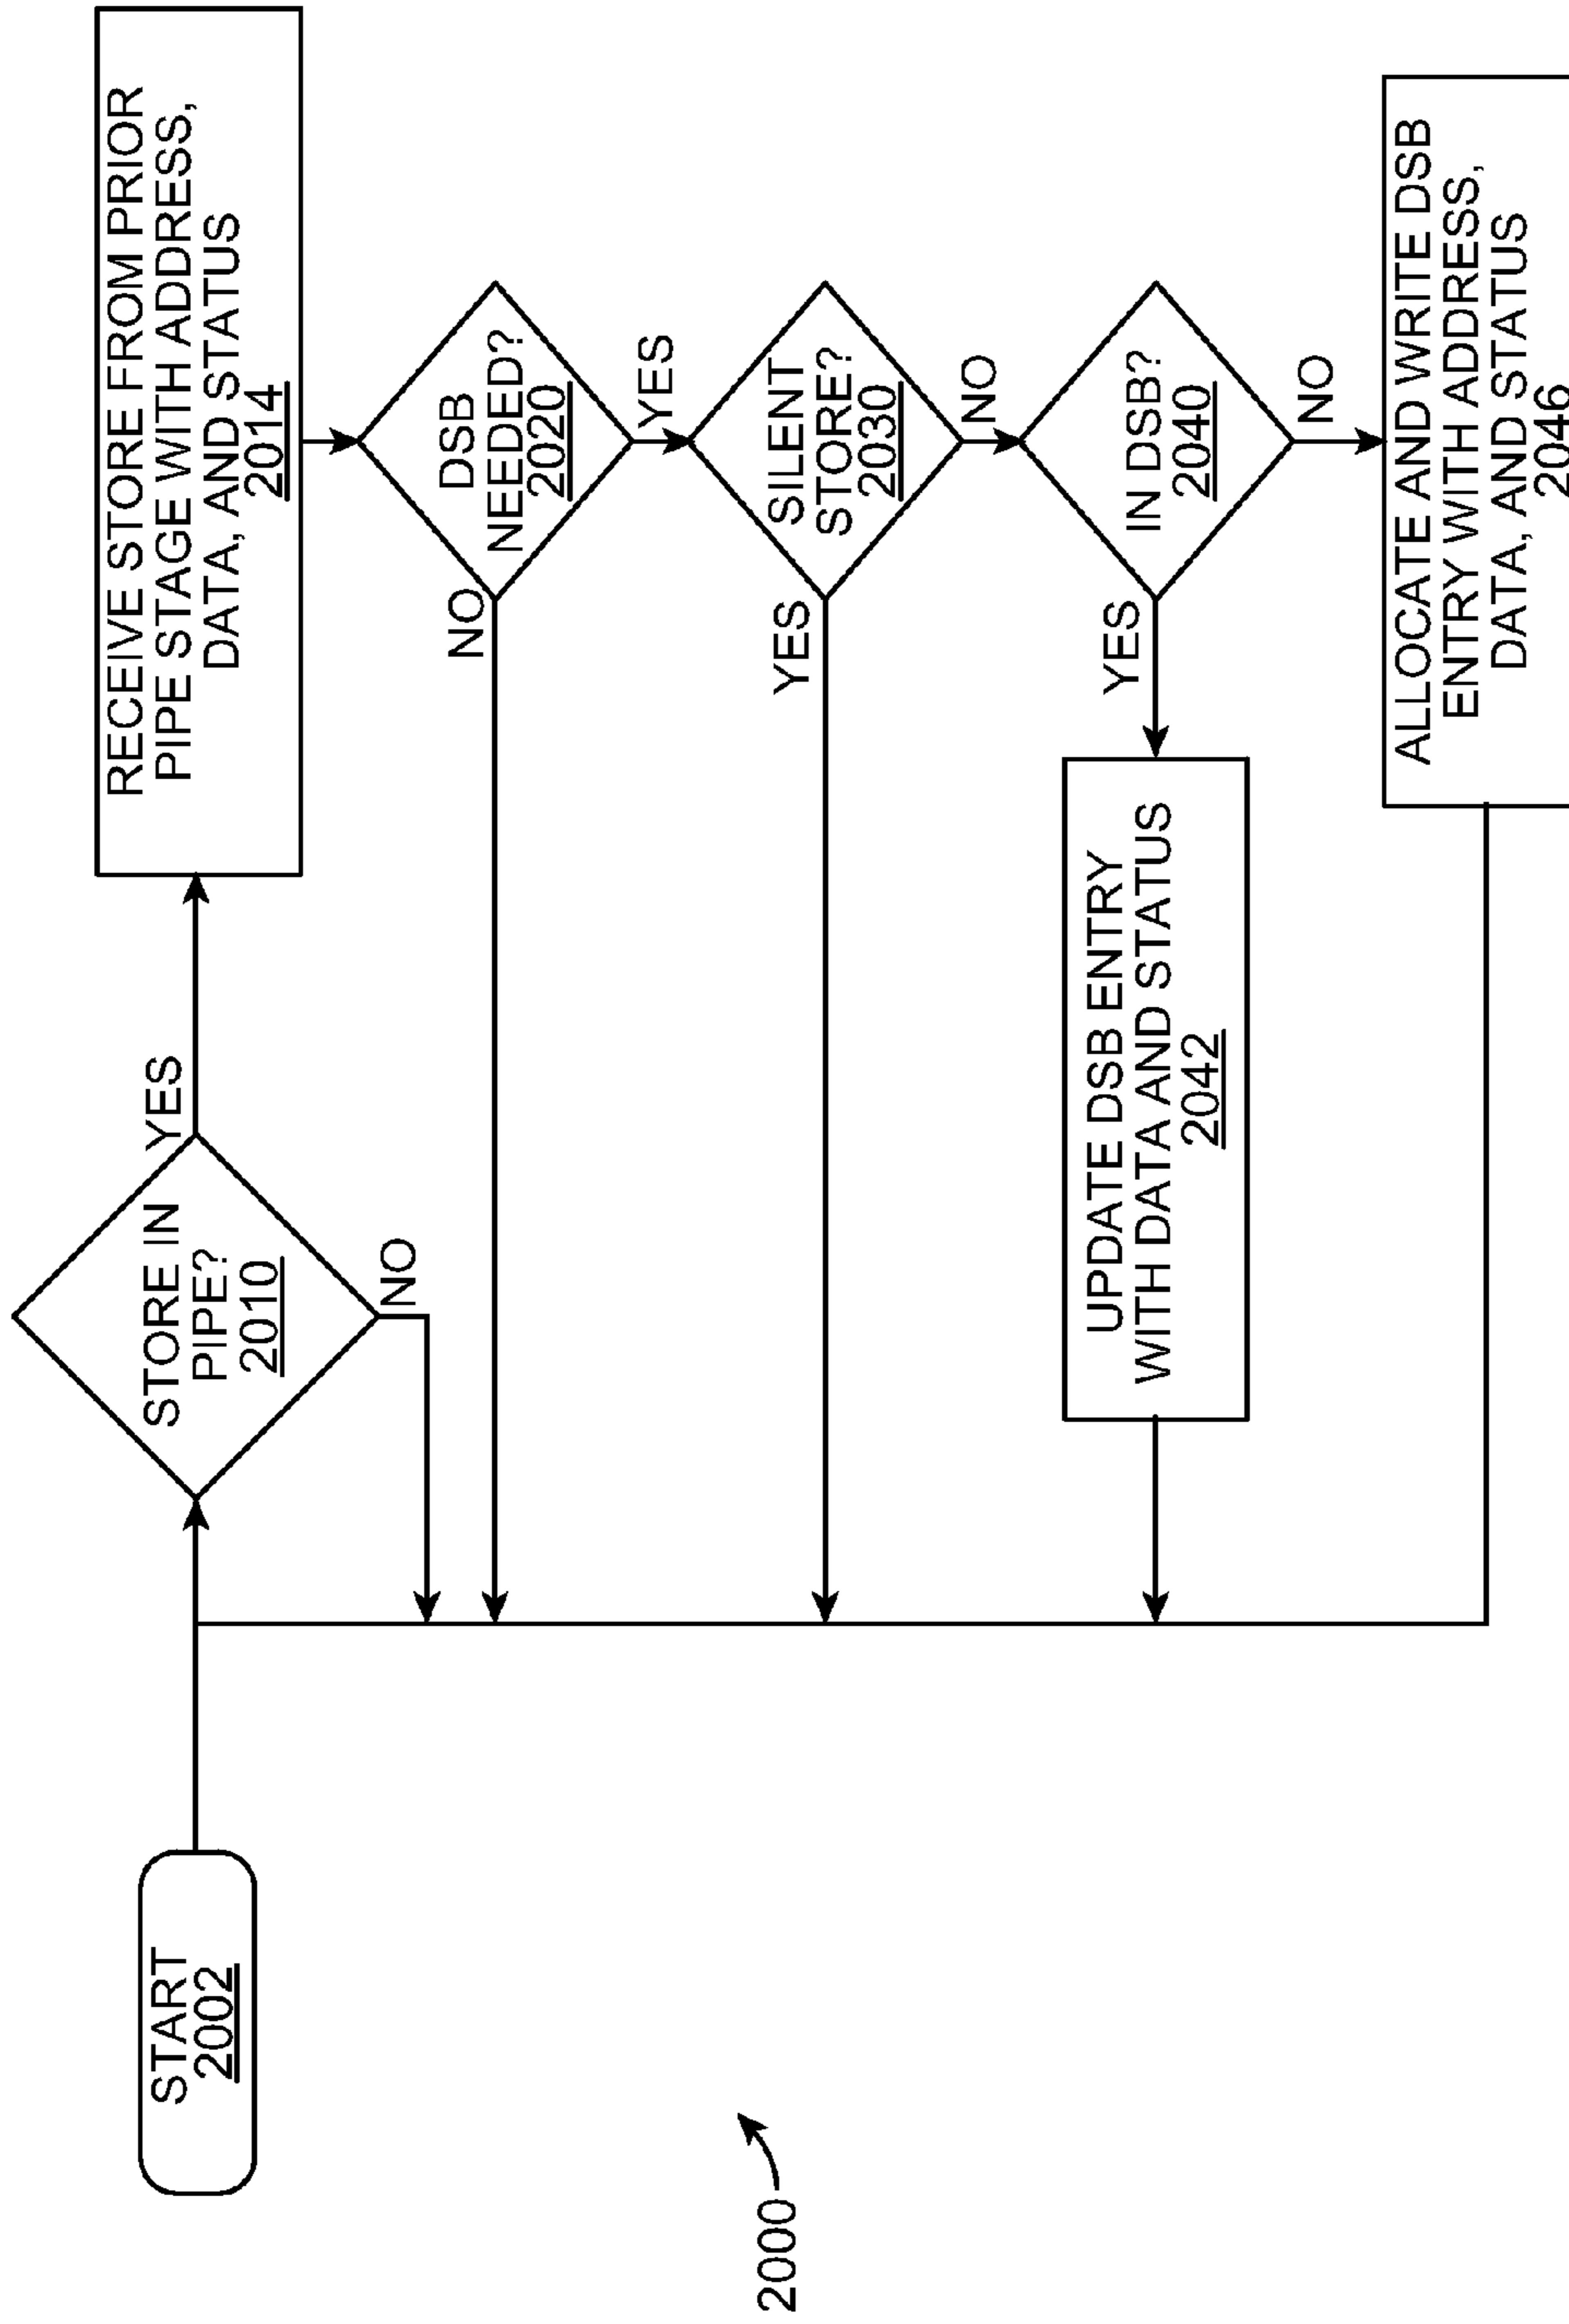 START
2002
STORE IN
PIPE?
2010
YES
NO
RECEIVE STORE FROM PRIOR
PIPE STAGE WITH ADDRESS,
DATA, AND STATUS
2014
DSB
NEEDED?
2020
NO
YES
SILENT
STORE?
2030
YES
NO
IN DSB?
2040
YES
NO
UPDATE DSB ENTRY
WITH DATA AND STATUS
2042
ALLOCATE AND WRITE DSB
ENTRY WITH ADDRESS,
DATA, AND STATUS
2046
2000